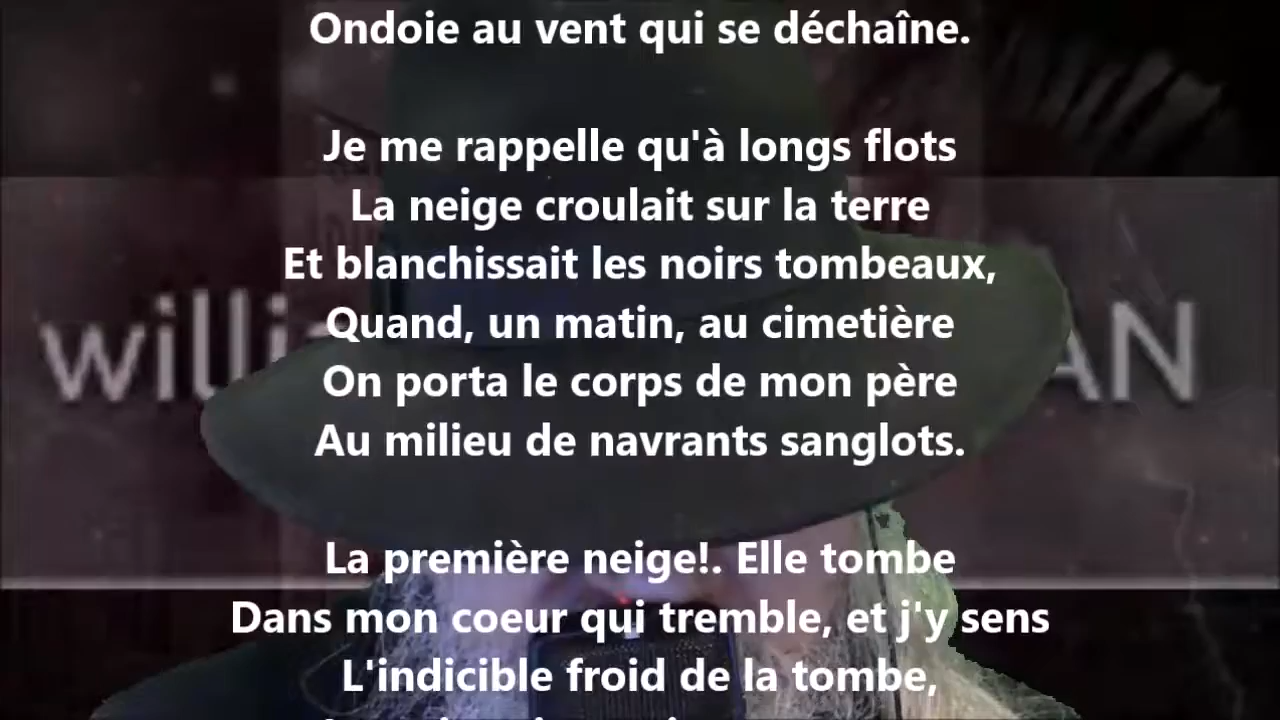 Ondoie au vent qui se déchaîne.
Je me rappelle qu'à longs flots
La neige croulait sur la terre
Et blanchissait les noirs tombeaux,
Quand, un matin, au cimetière
On porta le corps de mon père
Au milieu de navrants sanglots.
La première neige!. Elle tombe
Dans mon coeur qui tremble, et j'y sens
L'indicible froid de la tombe,
willi AN